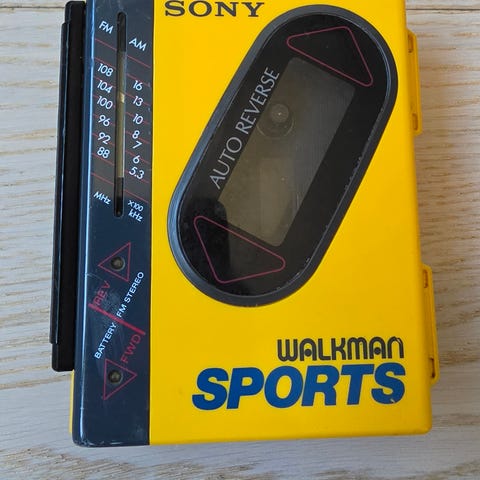 SONY
FM AM
108 16
104 13
100 10
96 8
92 7
88 6
5.3
MHz X100 kHz
AUTO REVERSE
REV
BATTERY/FM STEREO
FWD
WALKMAN
SPORTS